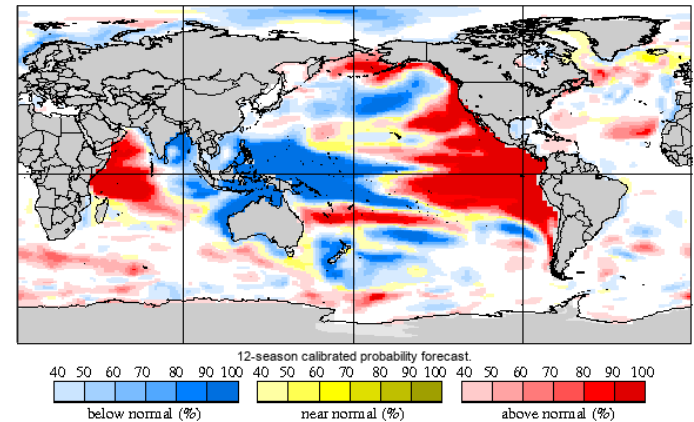 12-season calibrated probability forecast.
40 50 60 70 80 90 100 40 50 60 70 80 90 100 40 50 60 70 80 90 100
below normal (%) near normal (%) above normal (%)